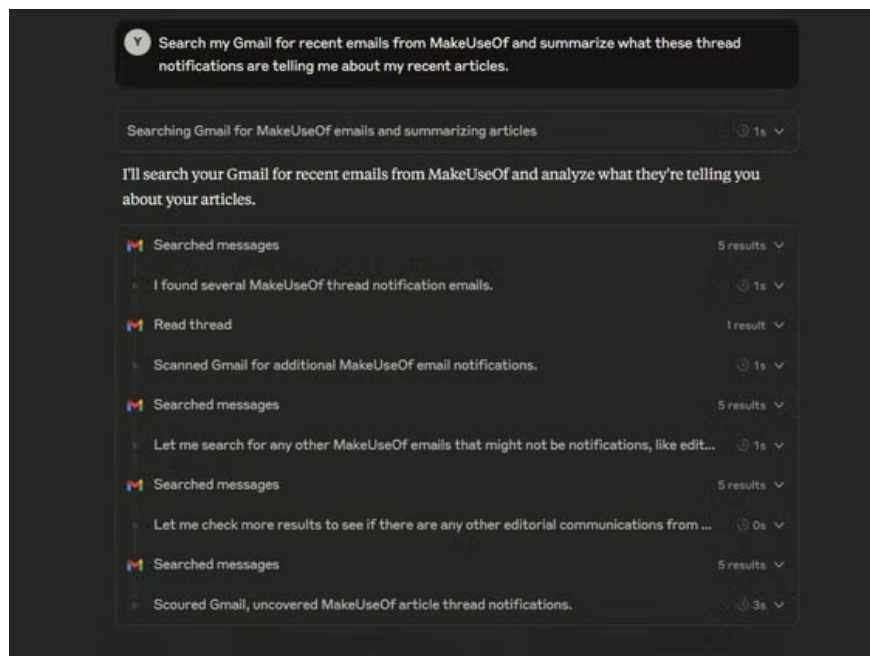 Y
Search my Gmail for recent emails from MakeUseOf and summarize what these thread
notifications are telling me about my recent articles.
Searching Gmail for MakeUseOf emails and summarizing articles 1s
I'll search your Gmail for recent emails from MakeUseOf and analyze what they're telling you
about your articles.
Searched messages 5 results
I found several MakeUseOf thread notification emails. 1s
Read thread 1 result
Scanned Gmail for additional MakeUseOf email notifications. 1s
Searched messages 5 results
Let me search for any other MakeUseOf emails that might not be notifications, like edit... 1s
Searched messages 5 results
Let me check more results to see if there are any other editorial communications from ... 0s
Searched messages 5 results
Scoured Gmail, uncovered MakeUseOf article thread notifications. 3s